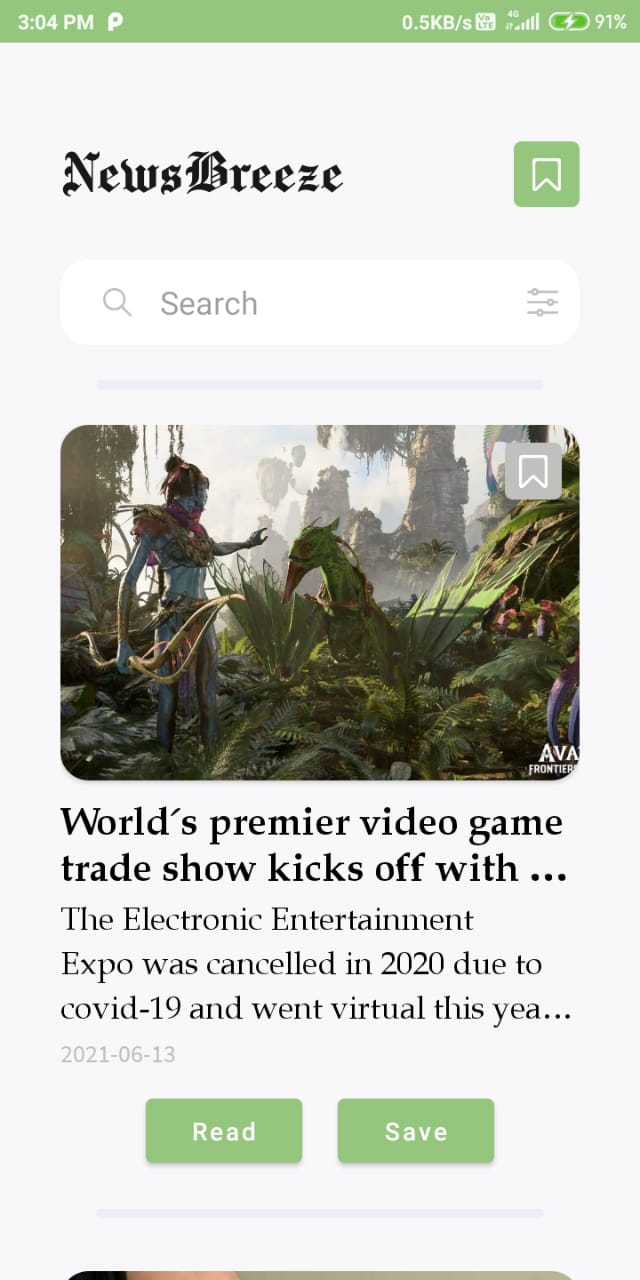 3:04 PM
0.5KB/s Vo LTE 4G 91%
NewsBreeze
Search
AVA
FRONTIER
World´s premier video game
trade show kicks off with ...
The Electronic Entertainment
Expo was cancelled in 2020 due to
covid-19 and went virtual this yea...
2021-06-13
Read
Save